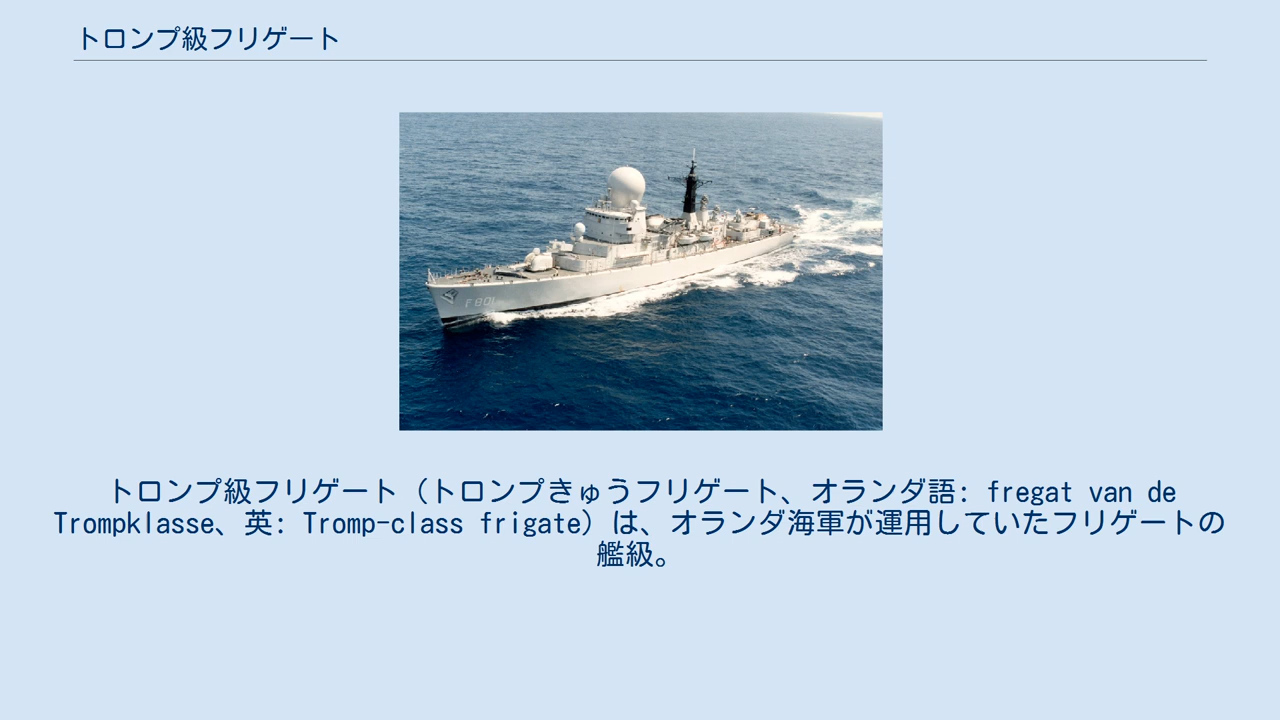 トロンプ級フリゲート
F 801
トロンプ級フリゲート（トロンプきゅうフリゲート、オランダ語: fregat van de
Trompklasse、英: Tromp-class frigate）は、オランダ海軍が運用していたフリゲートの
艦級。